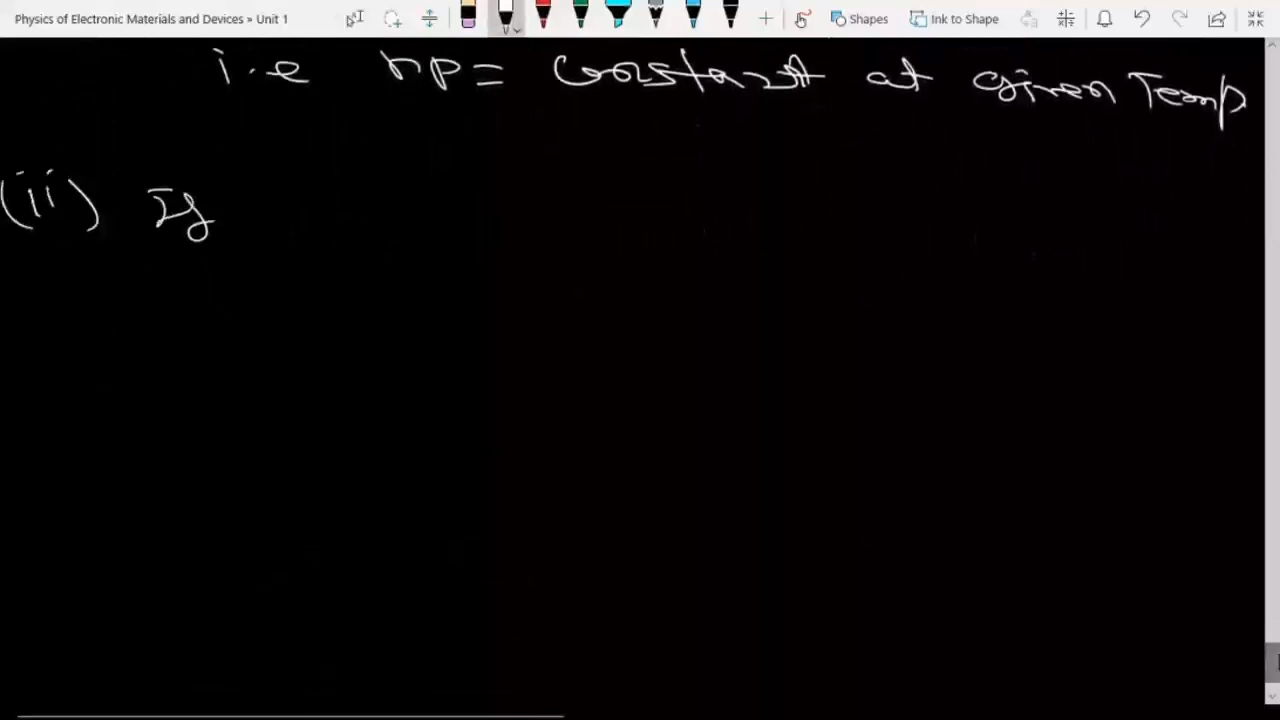 Physics of Electronic Materials and Devices » Unit 1
Shapes
Ink to Shape
i.e np = constant at given Temp
(ii) If